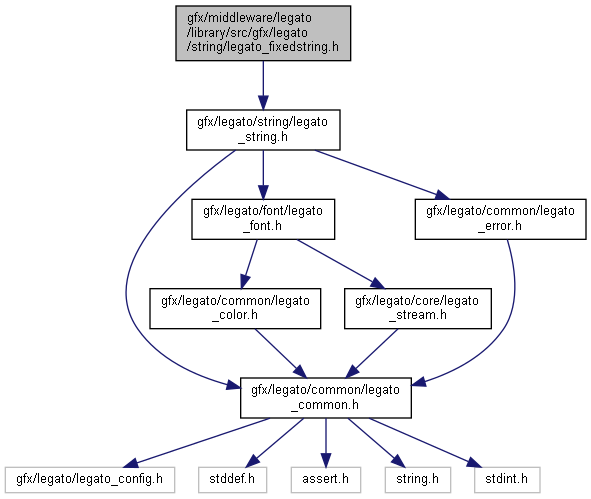 gfx/middleware/legato
/library/src/gfx/legato
/string/legato_fixedstring.h
gfx/legato/string/legato
_string.h
gfx/legato/font/legato
_font.h
gfx/legato/common/legato
_error.h
gfx/legato/common/legato
_color.h
gfx/legato/core/legato
_stream.h
gfx/legato/common/legato
_common.h
gfx/legato/legato_config.h
stddef.h
assert.h
string.h
stdint.h